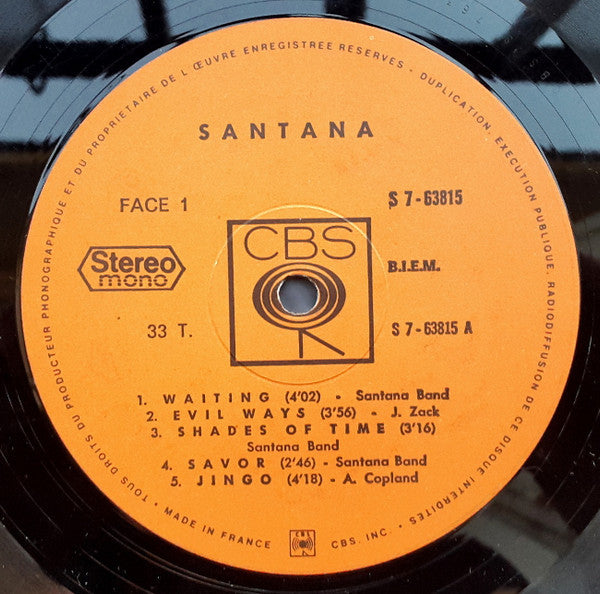 TOUS DROITS DU PRODUCTEUR PHONOGRAPHIQUE ET DU PROPRIETAIRE DE L'ŒUVRE ENREGISTREE RESERVES - DUPLICATION, EXECUTION PUBLIQUE, RADIODIFFUSION DE CE DISQUE INTERDITES
SANTANA
FACE 1
S 7-63815
CBS
Stereo
mono
B.I.E.M.
33 T.
S 7-63815 A
1. WAITING (4'02) - Santana Band
2. EVIL WAYS (3'56) - J. Zack
3. SHADES OF TIME (3'16)
Santana Band
4. SAVOR (2'46) - Santana Band
5. JINGO (4'18) - A. Copland
• MADE IN FRANCE
CBS
CBS, INC. •